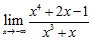 lim x→-∞ (x⁴ + 2x - 1)/(x³ + x)